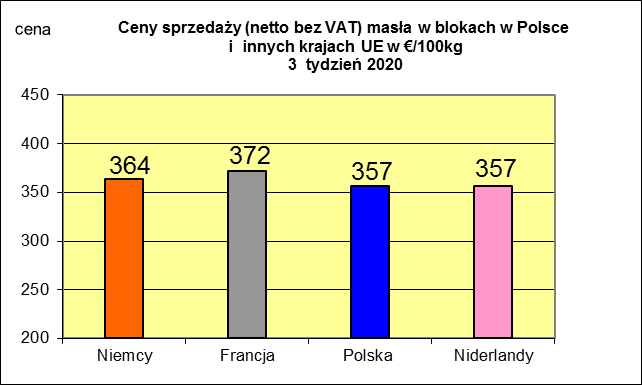 cena
Ceny sprzedaży (netto bez VAT) masła w blokach w Polsce
i innych krajach UE w €/100kg
3 tydzień 2020
450
400
350
300
250
200
364
372
357
357
Niemcy
Francja
Polska
Niderlandy